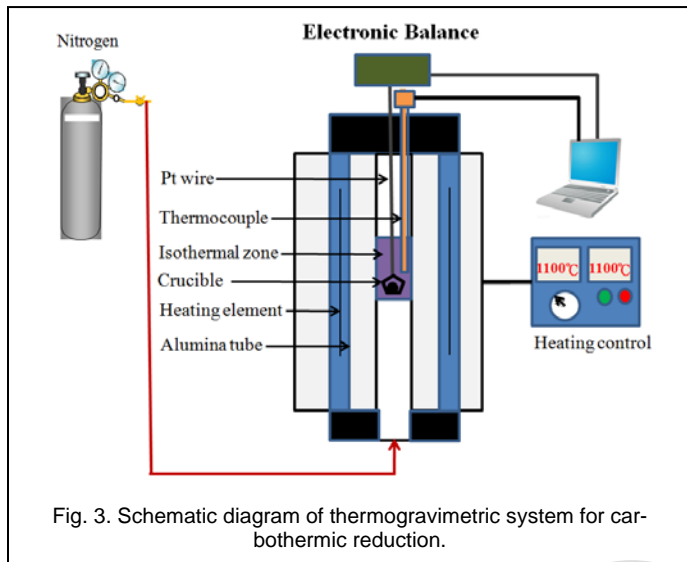 Nitrogen
Electronic Balance
Pt wire
Thermocouple
Isothermal zone
Crucible
Heating element
Alumina tube
1100℃ 1100℃
Heating control
Fig. 3. Schematic diagram of thermogravimetric system for car-
bothermic reduction.